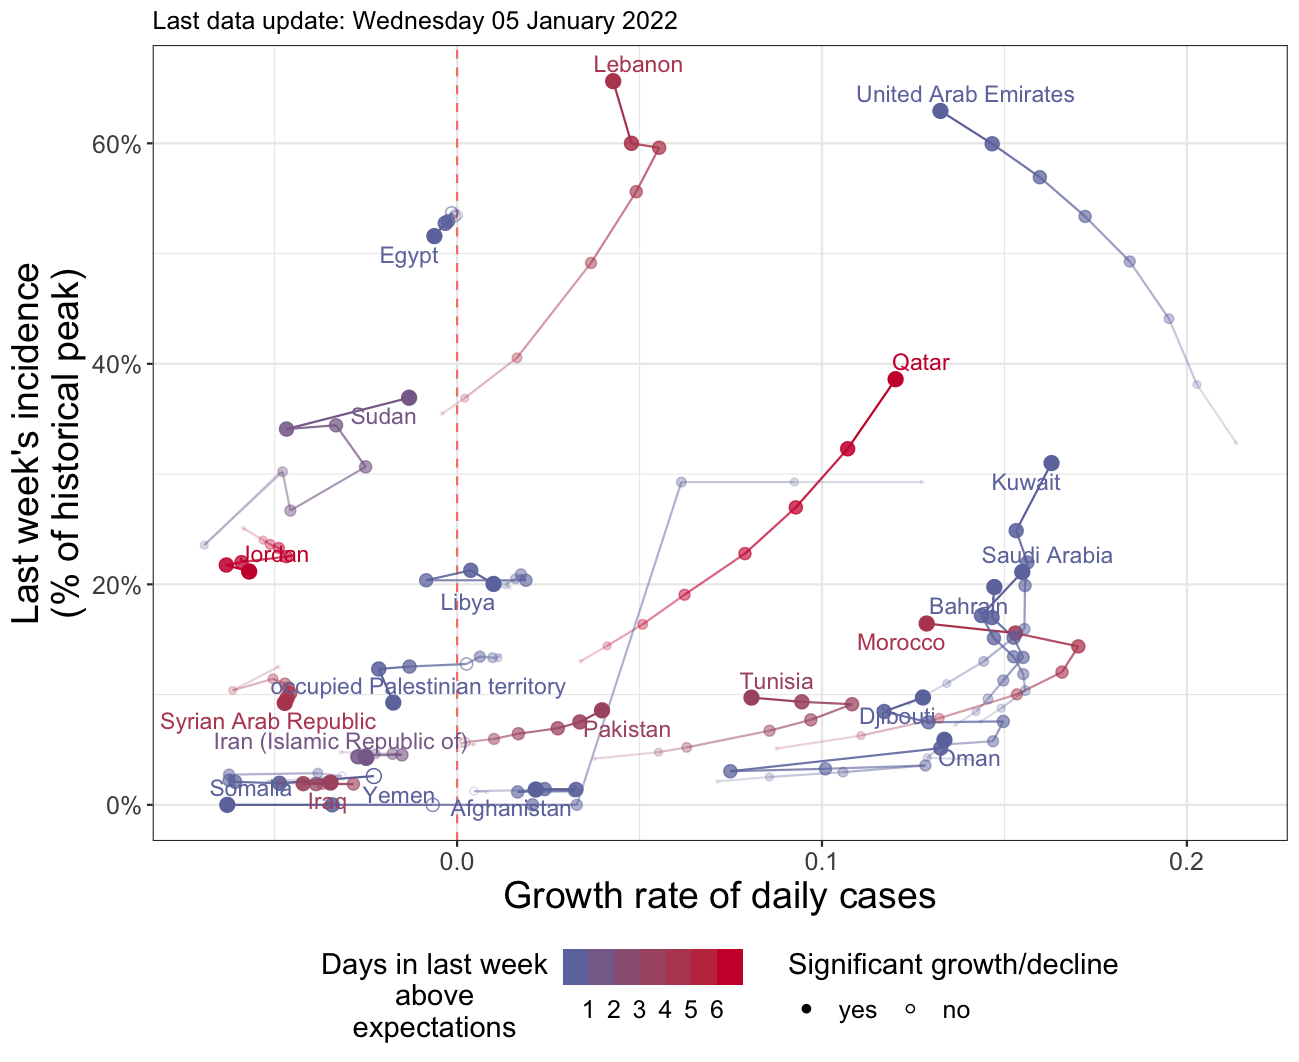 Last data update: Wednesday 05 January 2022
Lebanon
United Arab Emirates
60%
Egypt
40%
Qatar
Sudan
Kuwait
Jordan
Saudi Arabia
20%
Libya
Bahrain
Morocco
occupied Palestinian territory
Tunisia
Syrian Arab Republic
Pakistan
Djibouti
Iran (Islamic Republic of)
Oman
Somalia
Iraq
Yemen
Afghanistan
0%
Last week's incidence
(% of historical peak)
0.0 0.1 0.2
Growth rate of daily cases
Days in last week
above
expectations
1 2 3 4 5 6
Significant growth/decline
yes no